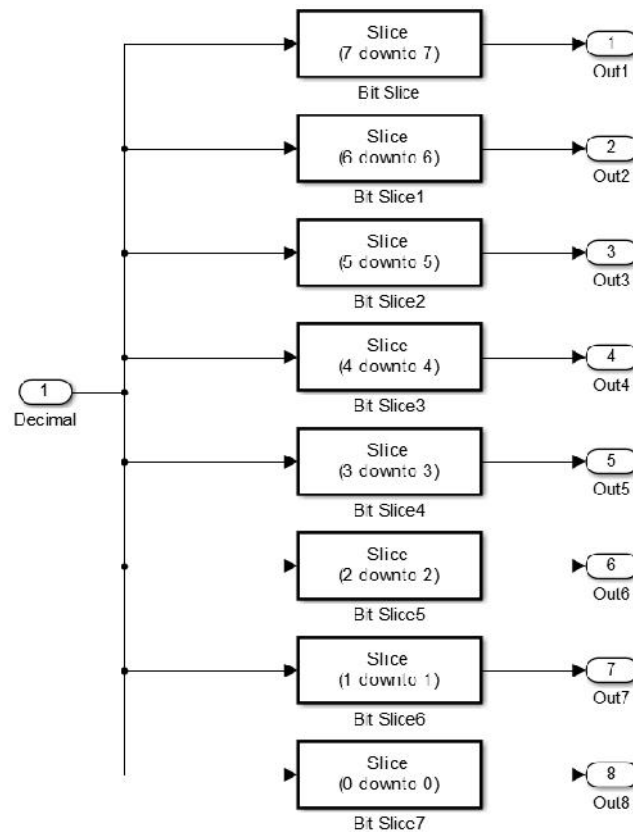 Slice
(7 downto 7)
Bit Slice
1
Out1
Slice
(6 downto 6)
Bit Slice1
2
Out2
Slice
(5 downto 5)
Bit Slice2
3
Out3
Slice
(4 downto 4)
Bit Slice3
4
Out4
1
Decimal
Slice
(3 downto 3)
Bit Slice4
5
Out5
Slice
(2 downto 2)
Bit Slice5
6
Out6
Slice
(1 downto 1)
Bit Slice6
7
Out7
Slice
(0 downto 0)
Bit Slice7
8
Out8